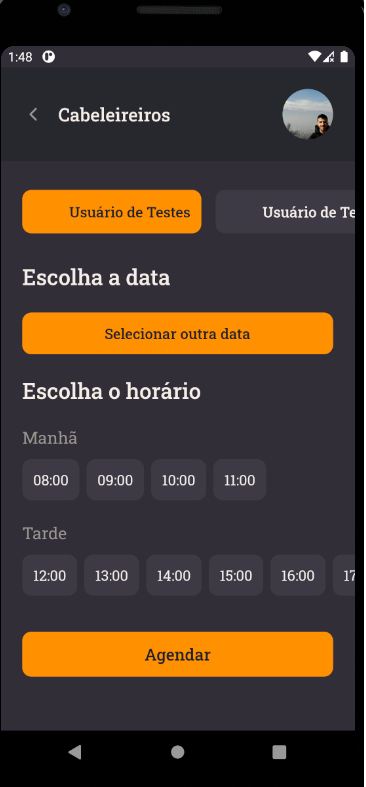 1:48
Cabeleireiros
Usuário de Testes
Usuário de Te
Escolha a data
Selecionar outra data
Escolha o horário
Manhã
08:00 09:00 10:00 11:00
Tarde
12:00 13:00 14:00 15:00 16:00 17
Agendar